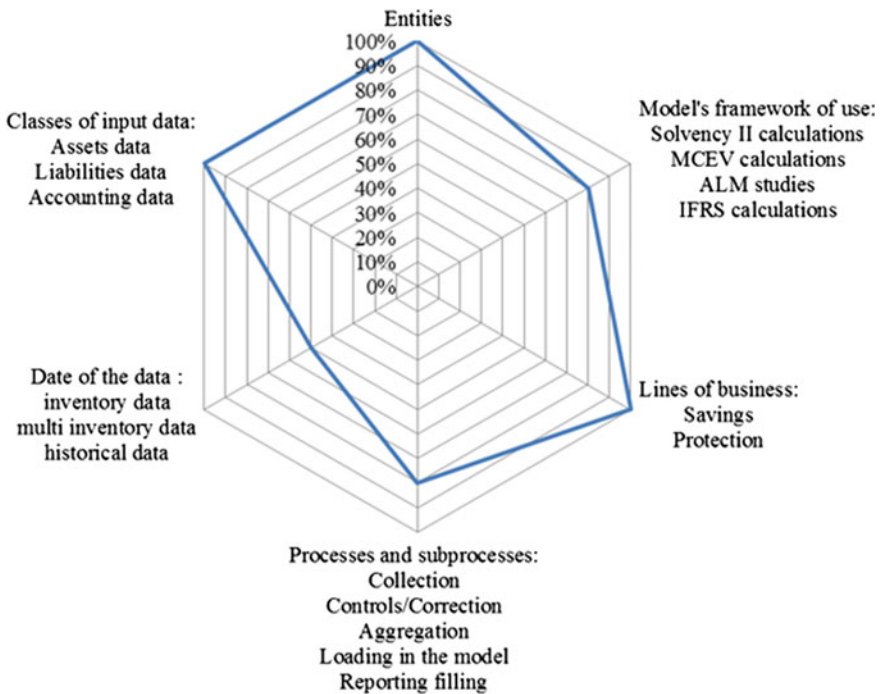 Entities
100%
90%
80%
70%
60%
50%
40%
30%
20%
10%
0%
Model's framework of use:
Solvency II calculations
MCEV calculations
ALM studies
IFRS calculations
Lines of business:
Savings
Protection
Processes and subprocesses:
Collection
Controls/Correction
Aggregation
Loading in the model
Reporting filling
Date of the data :
inventory data
multi inventory data
historical data
Classes of input data:
Assets data
Liabilities data
Accounting data